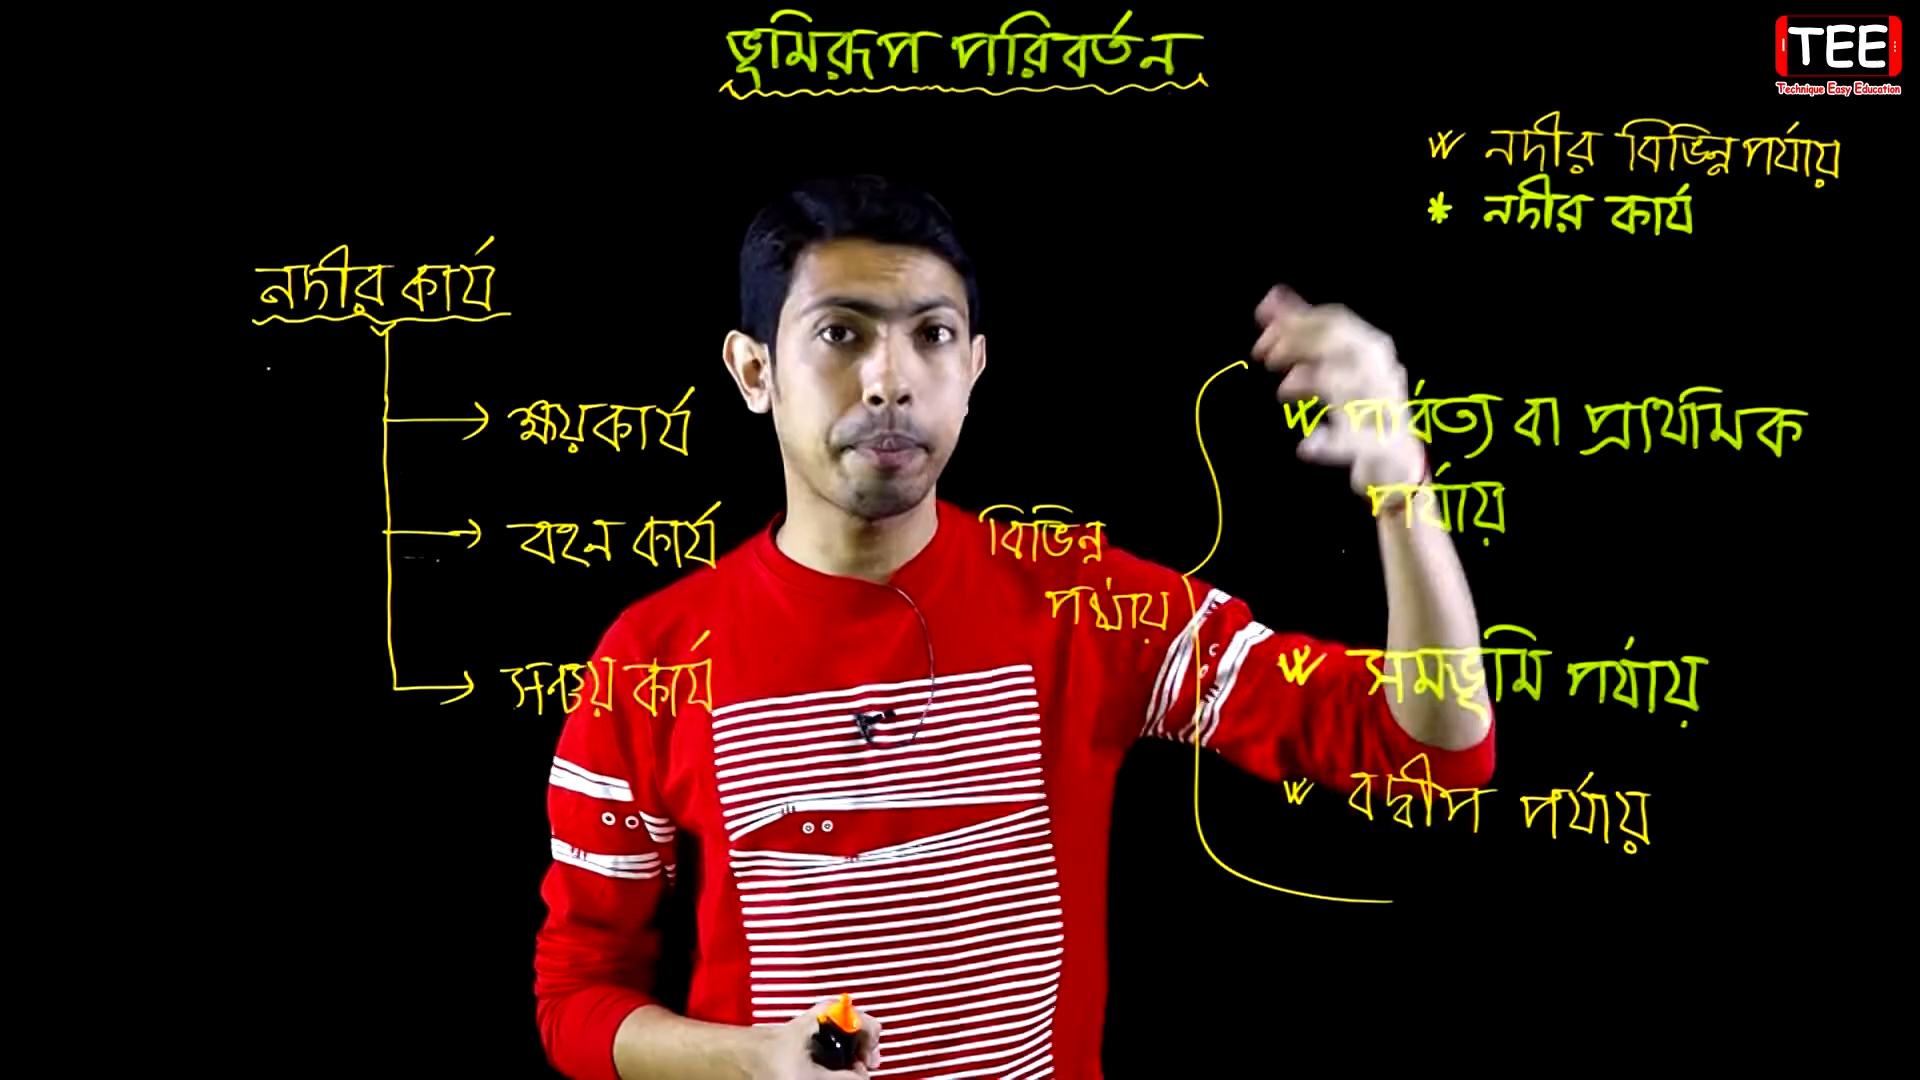 ভূমিরূপ পরিবর্তন
TEE
Technique Easy Education
নদীর বিভিন্ন পর্যায়
* নদীর কার্য
নদীর কার্য
ক্ষয়কার্য
বহন কার্য
সঞ্চয় কার্য
বিভিন্ন
পর্যায়
পার্বত্য বা প্রাথমিক
পর্যায়
সমভূমি পর্যায়
বদ্বীপ পর্যায়